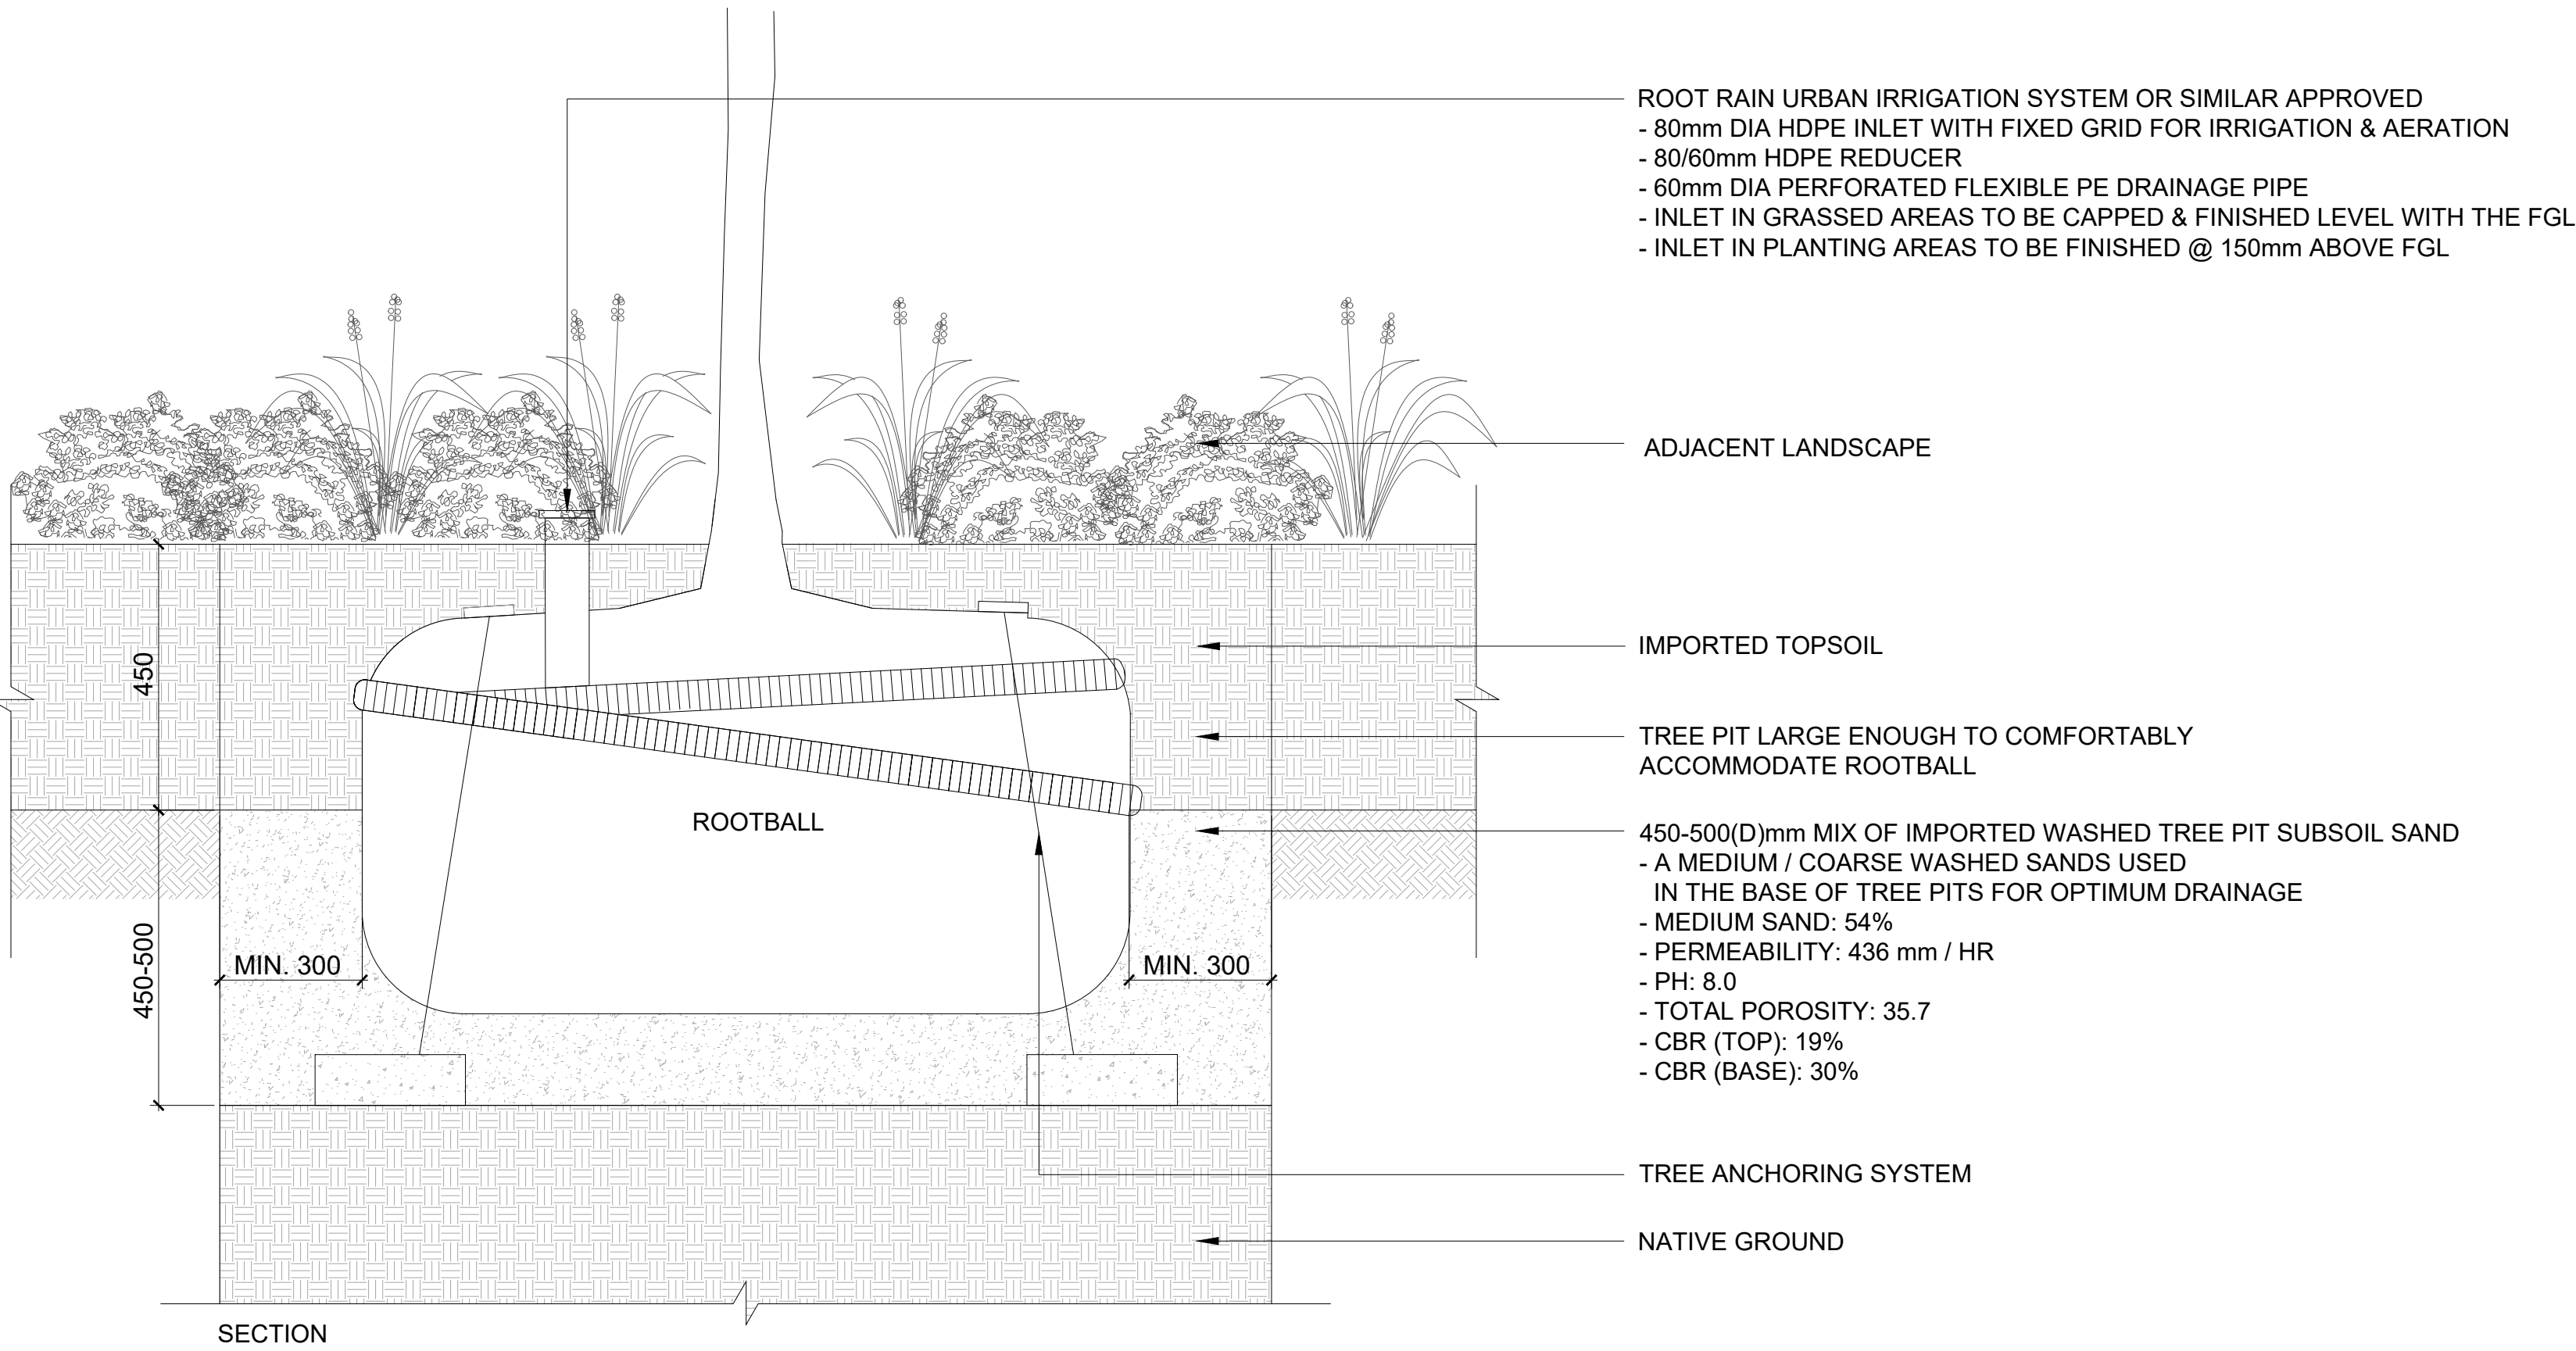 ROOT RAIN URBAN IRRIGATION SYSTEM OR SIMILAR APPROVED
- 80mm DIA HDPE INLET WITH FIXED GRID FOR IRRIGATION & AERATION
- 80/60mm HDPE REDUCER
- 60mm DIA PERFORATED FLEXIBLE PE DRAINAGE PIPE
- INLET IN GRASSED AREAS TO BE CAPPED & FINISHED LEVEL WITH THE FGL
- INLET IN PLANTING AREAS TO BE FINISHED @ 150mm ABOVE FGL
ADJACENT LANDSCAPE
IMPORTED TOPSOIL
450
TREE PIT LARGE ENOUGH TO COMFORTABLY
ACCOMMODATE ROOTBALL
ROOTBALL
450-500(D)mm MIX OF IMPORTED WASHED TREE PIT SUBSOIL SAND
- A MEDIUM / COARSE WASHED SANDS USED
IN THE BASE OF TREE PITS FOR OPTIMUM DRAINAGE
- MEDIUM SAND: 54%
- PERMEABILITY: 436 mm / HR
- PH: 8.0
- TOTAL POROSITY: 35.7
- CBR (TOP): 19%
- CBR (BASE): 30%
450-500
MIN. 300
MIN. 300
TREE ANCHORING SYSTEM
NATIVE GROUND
SECTION